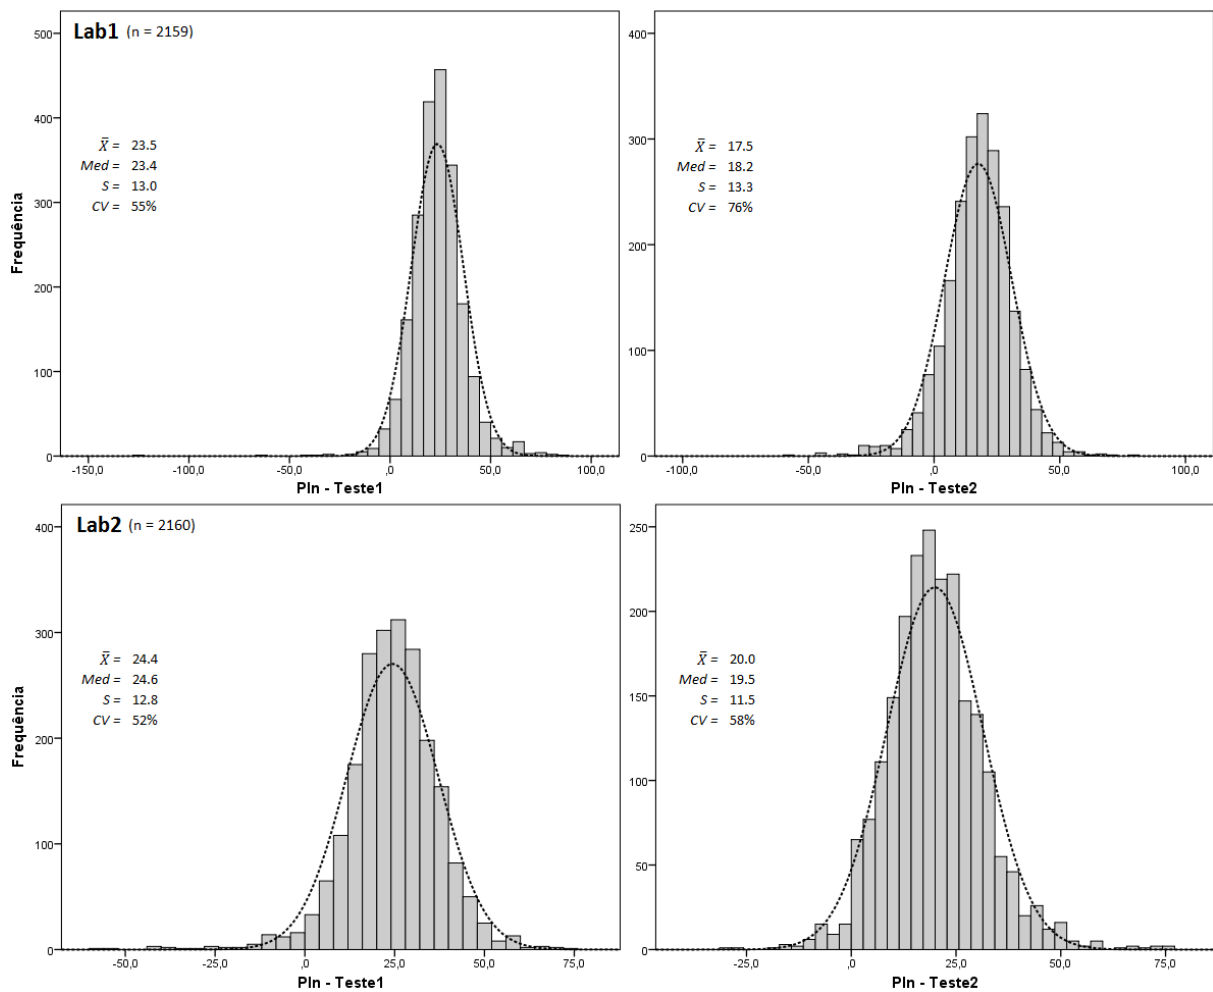 Lab1 (n = 2159)
500
400
300
200
100
0
Frequência
X̅ = 23.5
Med = 23.4
S = 13.0
CV = 55%
-150,0 -100,0 -50,0 ,0 50,0 100,0
PIn - Teste1
400
300
200
100
0
X̅ = 17.5
Med = 18.2
S = 13.3
CV = 76%
-100,0 -50,0 ,0 50,0 100,0
PIn - Teste2
Lab2 (n = 2160)
400
300
200
100
0
Frequência
X̅ = 24.4
Med = 24.6
S = 12.8
CV = 52%
-50,0 -25,0 ,0 25,0 50,0 75,0
PIn - Teste1
250
200
150
100
50
0
X̅ = 20.0
Med = 19.5
S = 11.5
CV = 58%
-25,0 ,0 25,0 50,0 75,0
PIn - Teste2